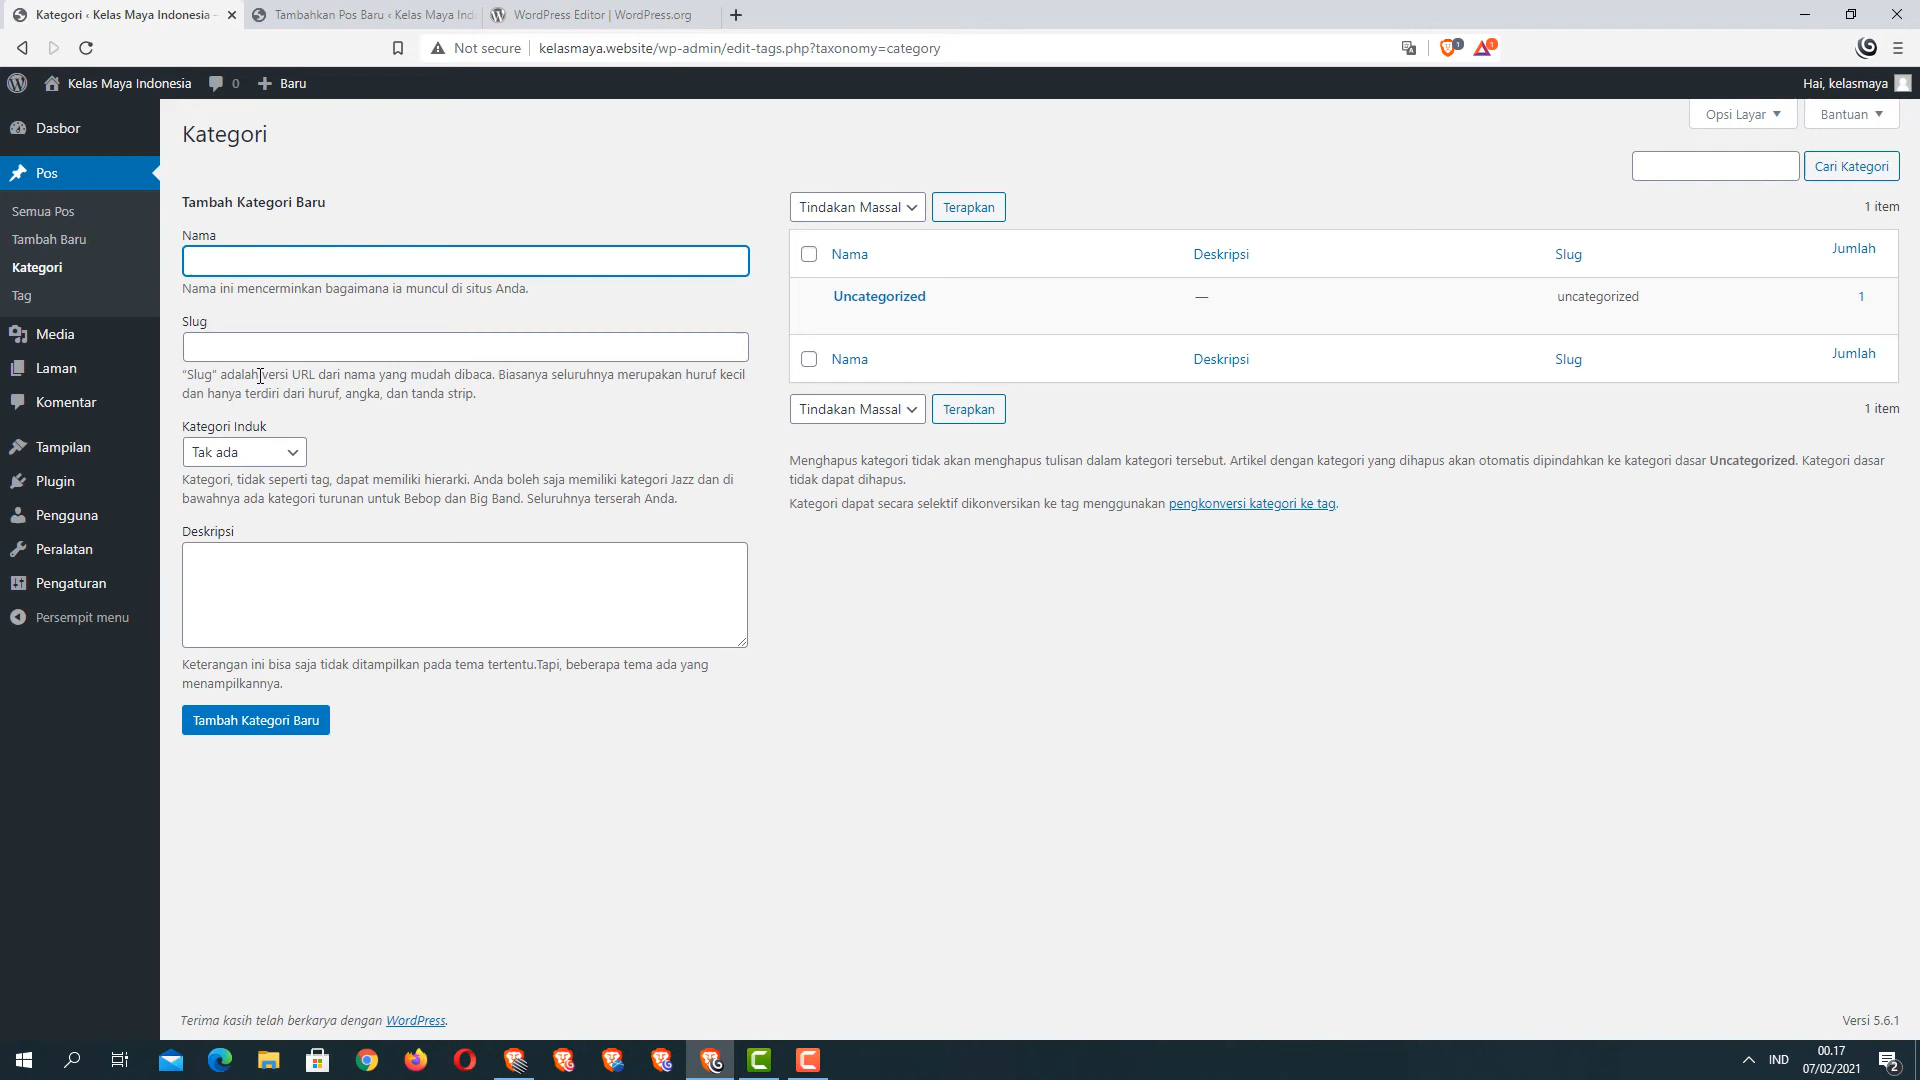 Kategori ‹ Kelas Maya Indonesia –
Tambahkan Pos Baru ‹ Kelas Maya Ind
WordPress Editor | WordPress.org
Not secure
kelasmaya.website/wp-admin/edit-tags.php?taxonomy=category
1
1
Kelas Maya Indonesia
0
Baru
Hai, kelasmaya
Dasbor
Pos
Semua Pos
Tambah Baru
Kategori
Tag
Media
Laman
Komentar
Tampilan
Plugin
Pengguna
Peralatan
Pengaturan
Persempit menu
Opsi Layar
Bantuan
Kategori
Cari Kategori
Tambah Kategori Baru
Nama
Nama ini mencerminkan bagaimana ia muncul di situs Anda.
Slug
“Slug” adalah versi URL dari nama yang mudah dibaca. Biasanya seluruhnya merupakan huruf kecil
dan hanya terdiri dari huruf, angka, dan tanda strip.
Kategori Induk
Tak ada
Kategori, tidak seperti tag, dapat memiliki hierarki. Anda boleh saja memiliki kategori Jazz dan di
bawahnya ada kategori turunan untuk Bebop dan Big Band. Seluruhnya terserah Anda.
Deskripsi
Keterangan ini bisa saja tidak ditampilkan pada tema tertentu.Tapi, beberapa tema ada yang
menampilkannya.
Tambah Kategori Baru
Tindakan Massal
Terapkan
1 item
Nama
Deskripsi
Slug
Jumlah
Uncategorized
—
uncategorized
1
Nama
Deskripsi
Slug
Jumlah
Tindakan Massal
Terapkan
1 item
Menghapus kategori tidak akan menghapus tulisan dalam kategori tersebut. Artikel dengan kategori yang dihapus akan otomatis dipindahkan ke kategori dasar Uncategorized. Kategori dasar
tidak dapat dihapus.
Kategori dapat secara selektif dikonversikan ke tag menggunakan pengkonversi kategori ke tag.
Terima kasih telah berkarya dengan WordPress.
Versi 5.6.1
IND
00.17
07/02/2021
2